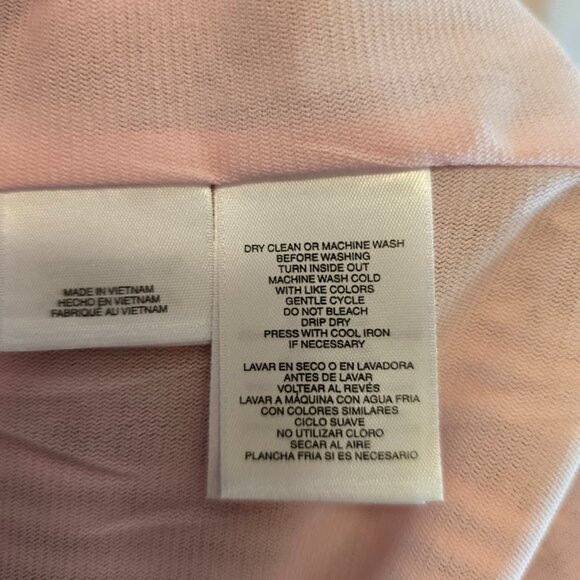 MADE IN VIETNAM
HECHO EN VIETNAM
FABRIQUÉ AU VIETNAM
DRY CLEAN OR MACHINE WASH
BEFORE WASHING
TURN INSIDE OUT
MACHINE WASH COLD
WITH LIKE COLORS
GENTLE CYCLE
DO NOT BLEACH
DRIP DRY
PRESS WITH COOL IRON
IF NECESSARY
LAVAR EN SECO O EN LAVADORA
ANTES DE LAVAR
VOLTEAR AL REVÉS
LAVAR A MÁQUINA CON AGUA FRIA
CON COLORES SIMILARES
CICLO SUAVE
NO UTILIZAR CLORO
SECAR AL AIRE
PLANCHA FRIA SI ES NECESARIO